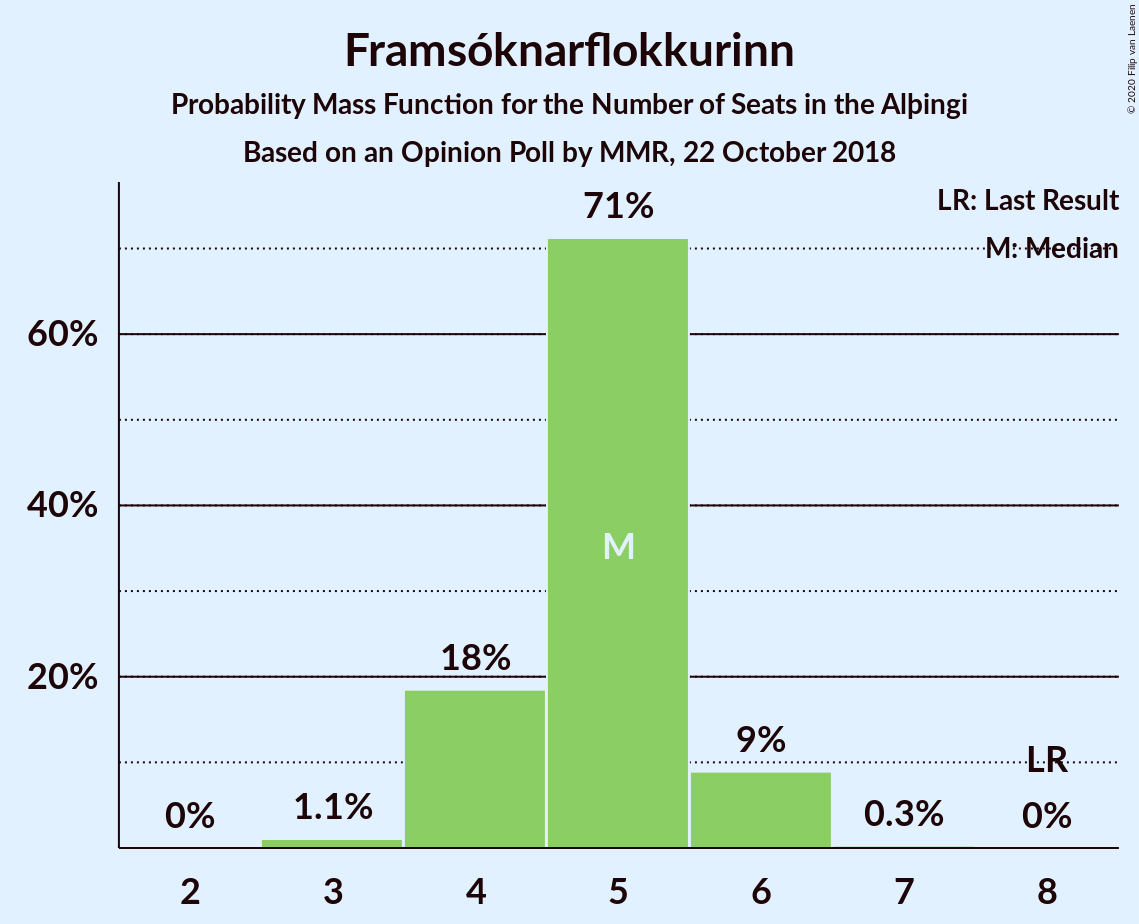 Framsóknarflokkurinn
Probability Mass Function for the Number of Seats in the Alþingi
Based on an Opinion Poll by MMR, 22 October 2018
© 2020 Filip van Laenen
LR: Last Result
M: Median
71%
60%
40%
M
18%
20%
9%
LR
0%
1.1%
0.3%
0%
2 3 4 5 6 7 8